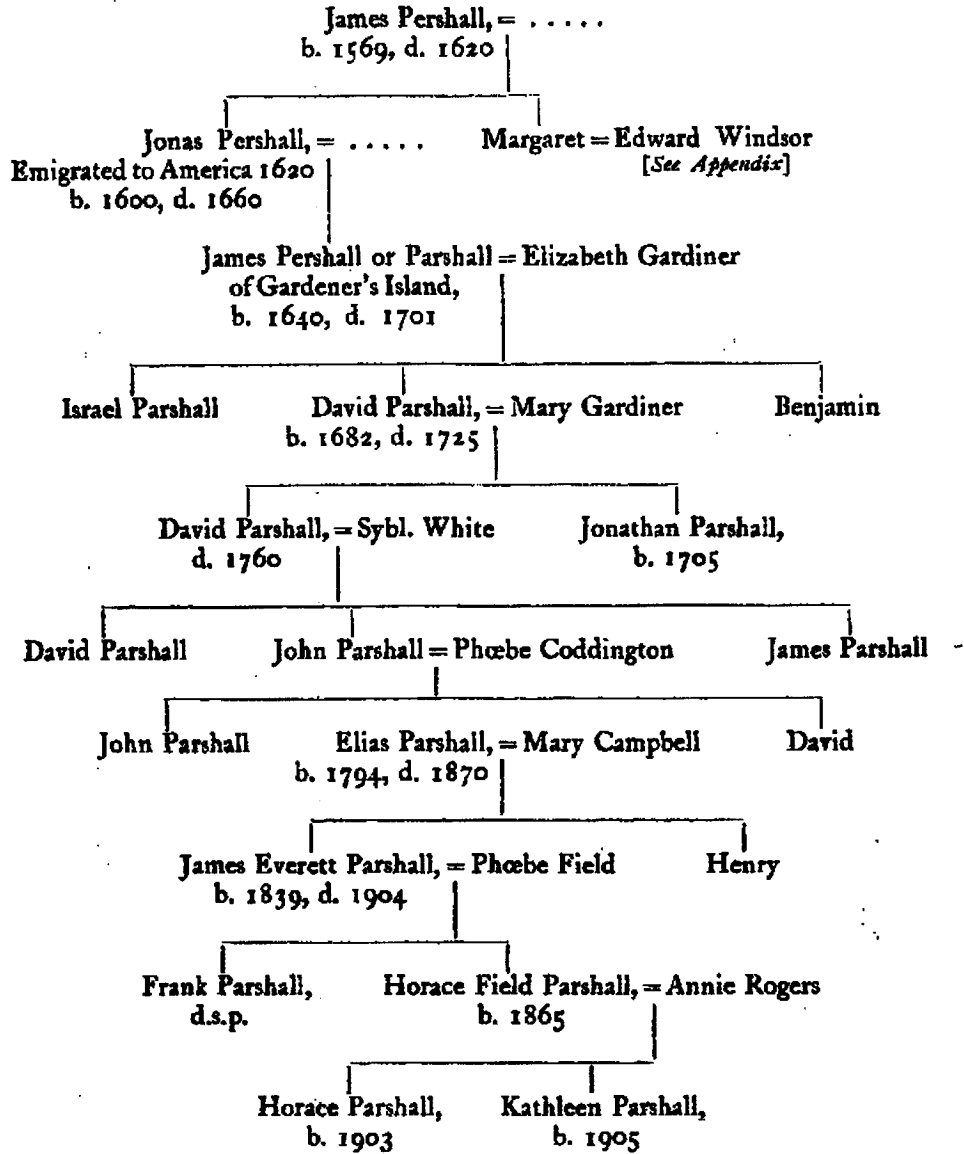 James Pershall, = . . . . .
b. 1569, d. 1620
Jonas Pershall, = . . . . . Margaret = Edward Windsor
Emigrated to America 1620 [See Appendix]
b. 1600, d. 1660
James Pershall or Parshall = Elizabeth Gardiner
of Gardener's Island,
b. 1640, d. 1701
Israel Parshall David Parshall, = Mary Gardiner Benjamin
b. 1682, d. 1725
David Parshall, = Sybl. White Jonathan Parshall,
d. 1760 b. 1705
David Parshall John Parshall = Phœbe Coddington James Parshall
John Parshall Elias Parshall, = Mary Campbell David
b. 1794, d. 1870
James Everett Parshall, = Phœbe Field Henry
b. 1839, d. 1904
Frank Parshall, Horace Field Parshall, = Annie Rogers
d.s.p. b. 1865
Horace Parshall, Kathleen Parshall,
b. 1903 b. 1905